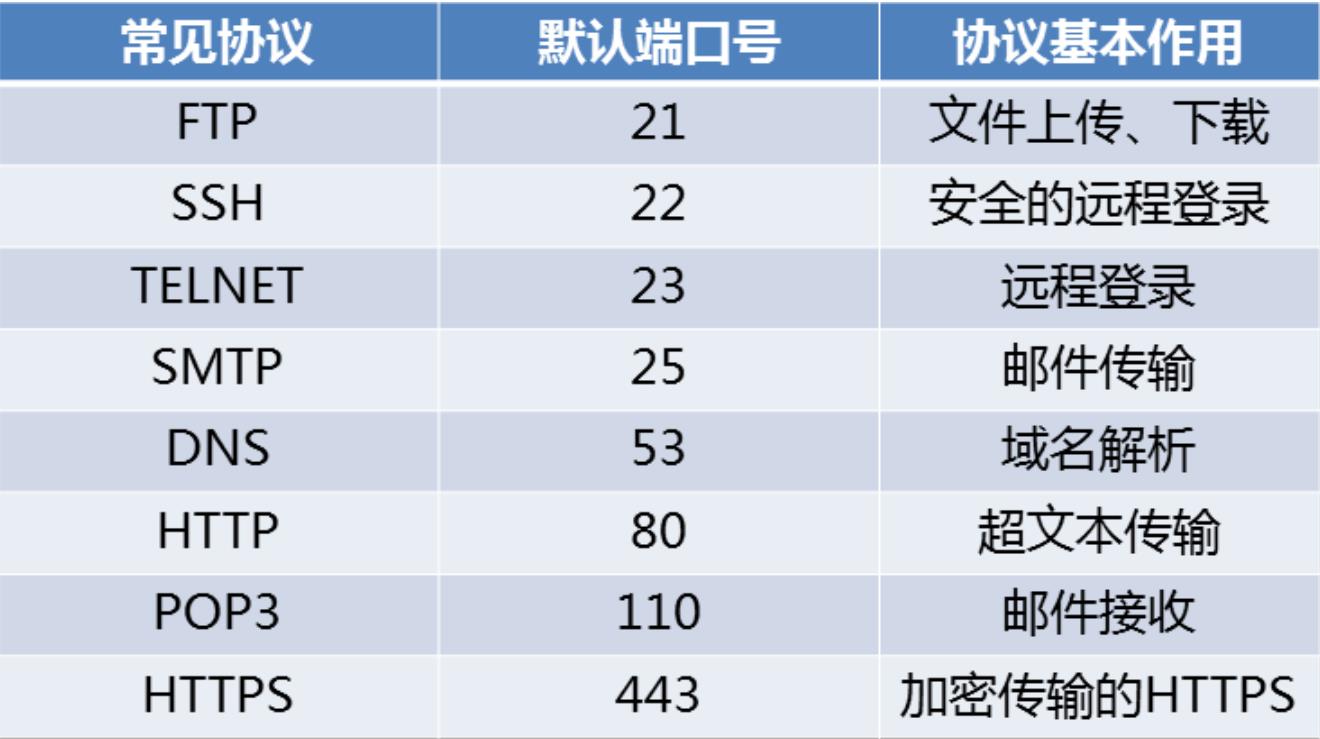 常见协议 默认端口号 协议基本作用
FTP 21 文件上传、下载
SSH 22 安全的远程登录
TELNET 23 远程登录
SMTP 25 邮件传输
DNS 53 域名解析
HTTP 80 超文本传输
POP3 110 邮件接收
HTTPS 443 加密传输的HTTPS